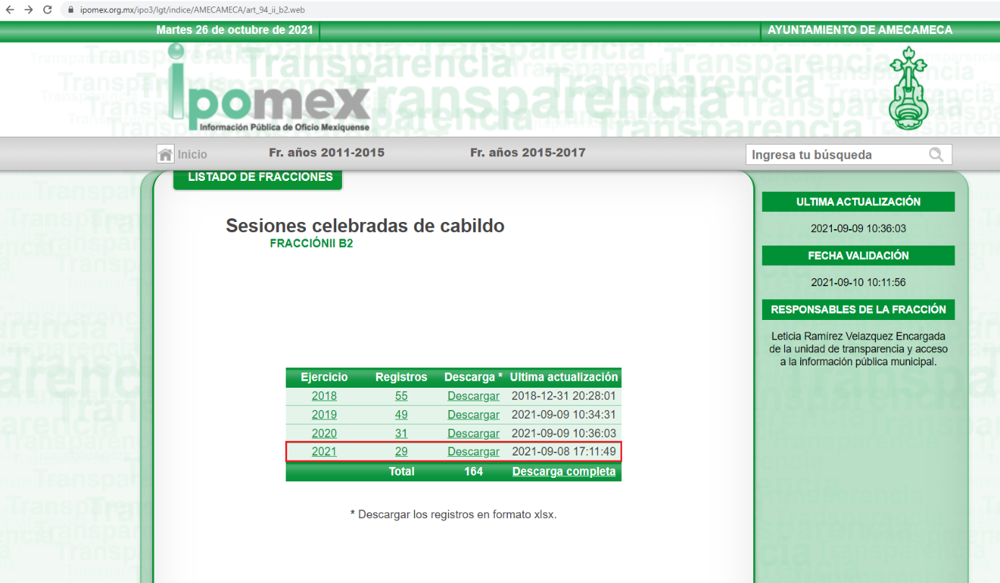 ipomex.org.mx/ipo3/lgt/indice/AMECAMECA/art_94_ii_b2.web
Martes 26 de octubre de 2021
AYUNTAMIENTO DE AMECAMECA
ipomex
Información Pública de Oficio Mexiquense
Transparencia
Inicio
Fr. años 2011-2015
Fr. años 2015-2017
Ingresa tu búsqueda
LISTADO DE FRACCIONES
Sesiones celebradas de cabildo
FRACCIÓNII B2
Ejercicio Registros Descarga * Ultima actualización
2018 55 Descargar 2018-12-31 20:28:01
2019 49 Descargar 2021-09-09 10:34:31
2020 31 Descargar 2021-09-09 10:36:03
2021 29 Descargar 2021-09-08 17:11:49
Total 164 Descarga completa
* Descargar los registros en formato xlsx.
ULTIMA ACTUALIZACIÓN
2021-09-09 10:36:03
FECHA VALIDACIÓN
2021-09-10 10:11:56
RESPONSABLES DE LA FRACCIÓN
Leticia Ramírez Velazquez Encargada
de la unidad de transparencia y acceso
a la información pública municipal.